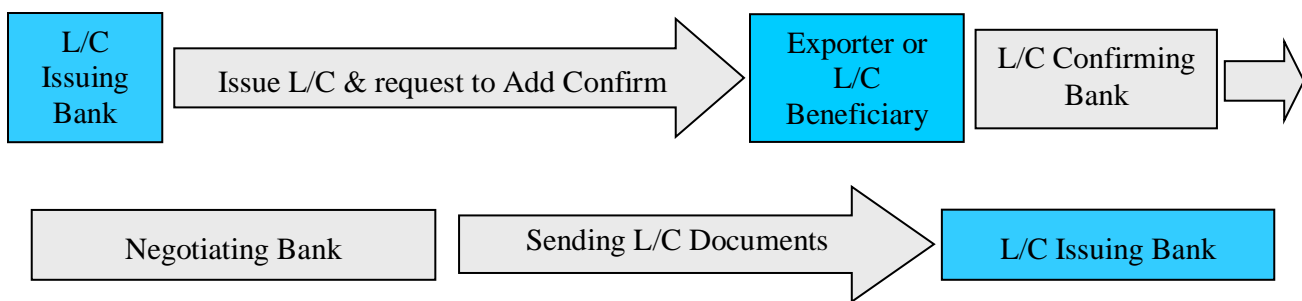 L/C
Issuing
Bank
Issue L/C & request to Add Confirm
Exporter or
L/C
Beneficiary
L/C Confirming
Bank
Negotiating Bank
Sending L/C Documents
L/C Issuing Bank